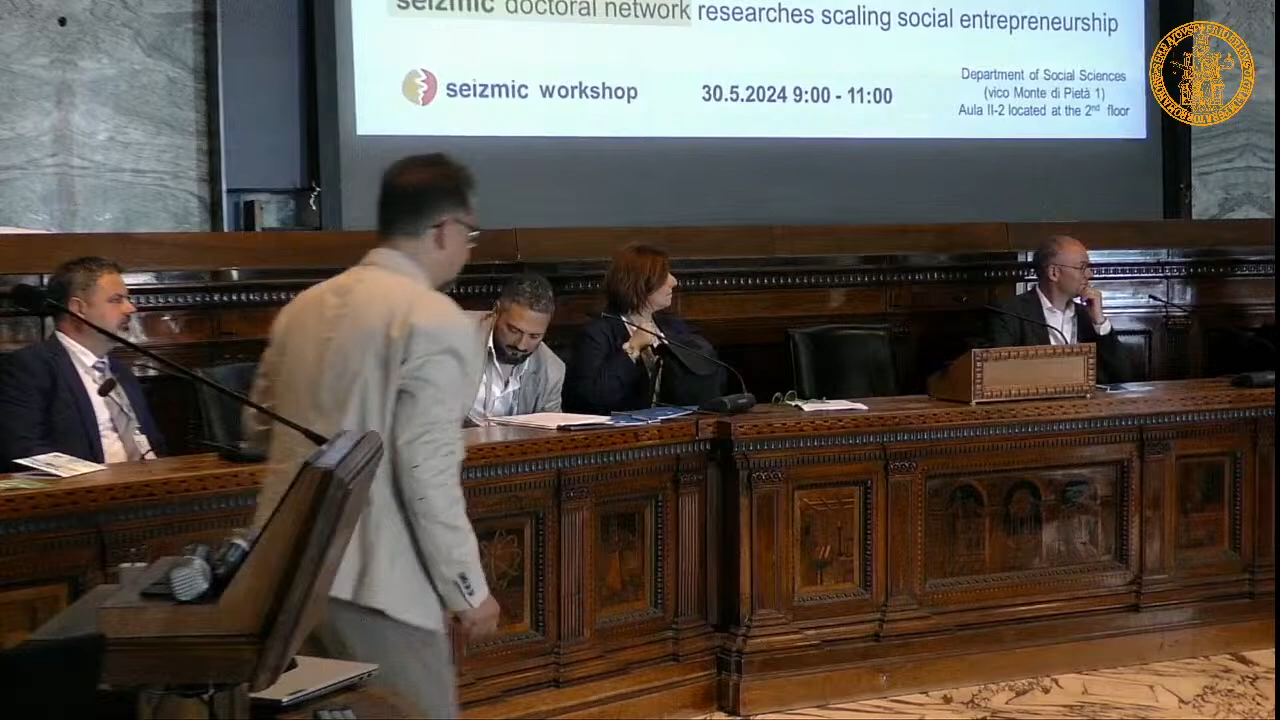 seizmic doctoral network researches scaling social entrepreneurship
seizmic workshop
30.5.2024 9:00 - 11:00
Department of Social Sciences
(vico Monte di Pietà 1)
Aula II-2 located at the 2nd floor